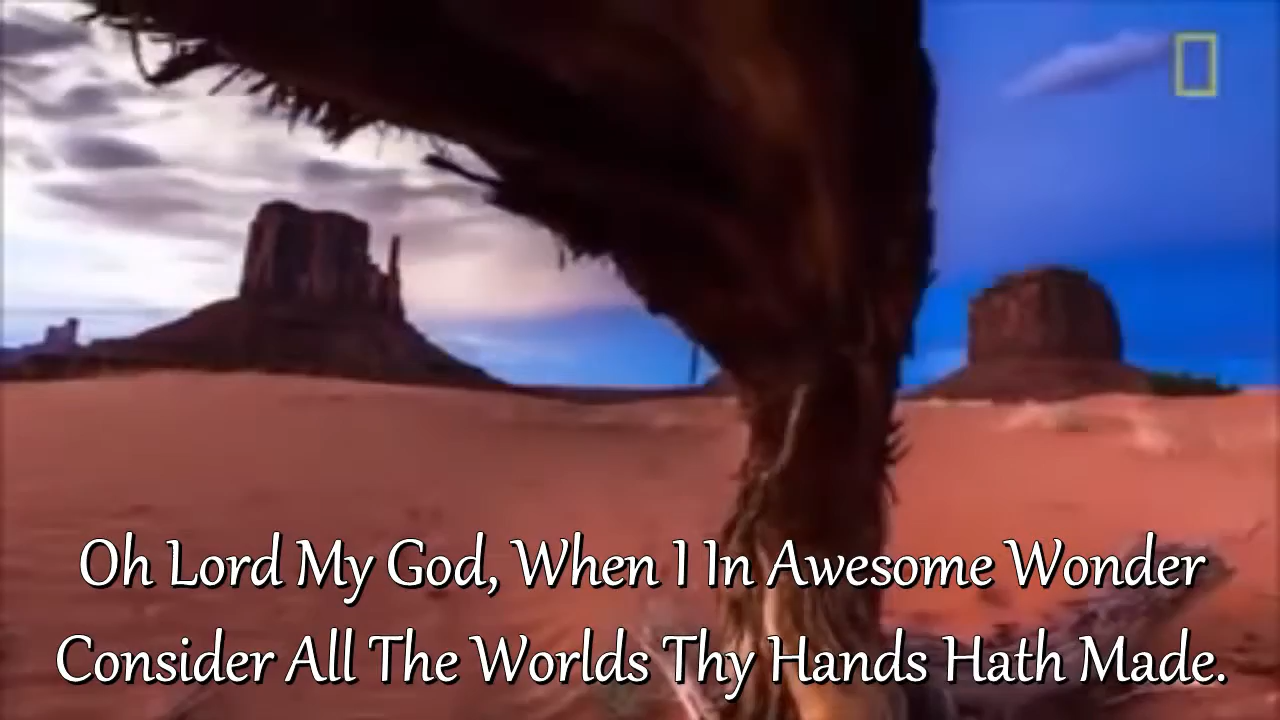 Oh Lord My God, When I In Awesome Wonder
Consider All The Worlds Thy Hands Hath Made.